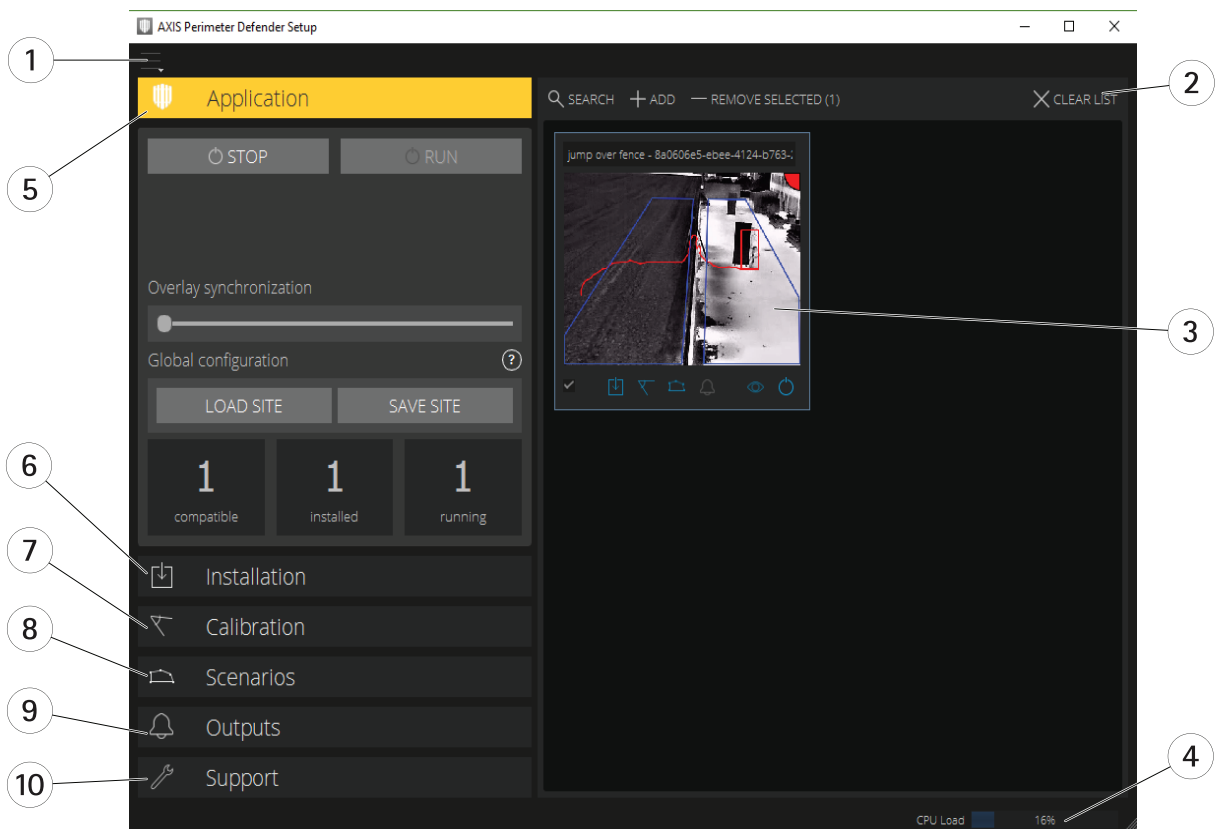 AXIS Perimeter Defender Setup
1
2
Application
SEARCH ADD REMOVE SELECTED (1) CLEAR LIST
STOP RUN
jump over fence - 8a0606e5-ebee-4124-b763-
5
Overlay synchronization
3
Global configuration ?
LOAD SITE SAVE SITE
1 1 1
compatible installed running
6
Installation
7
Calibration
8
Scenarios
9
Outputs
10
Support
4
CPU Load 16%